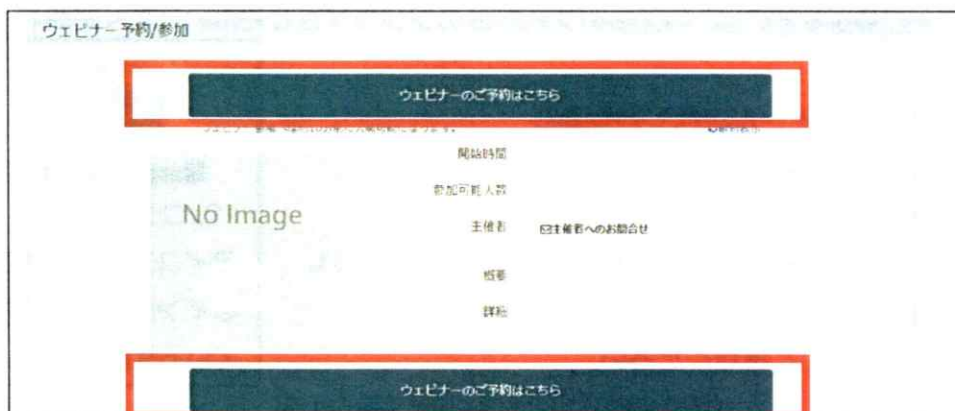 ウェビナー予約/参加
ウェビナーのご予約はこちら
開始時間
参加可能人数
No Image
主催者 主催者へのお問合せ
概要
詳細
ウェビナーのご予約はこちら